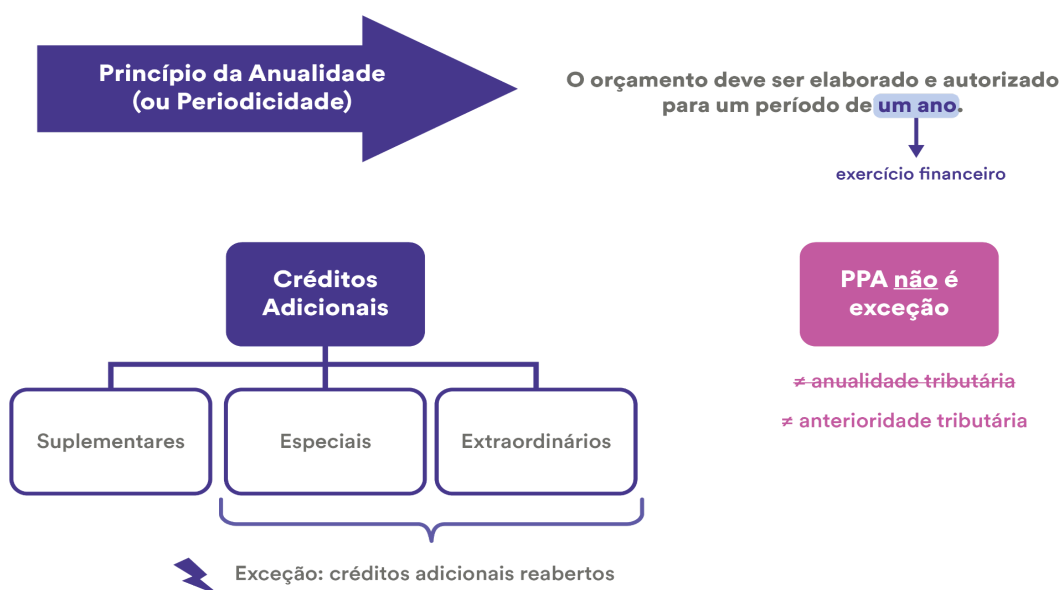 Princípio da Anualidade
(ou Periodicidade)
O orçamento deve ser elaborado e autorizado
para um período de um ano.
exercício financeiro
Créditos
Adicionais
PPA não é
exceção
≠ anualidade tributária
≠ anterioridade tributária
Suplementares
Especiais
Extraordinários
Exceção: créditos adicionais reabertos